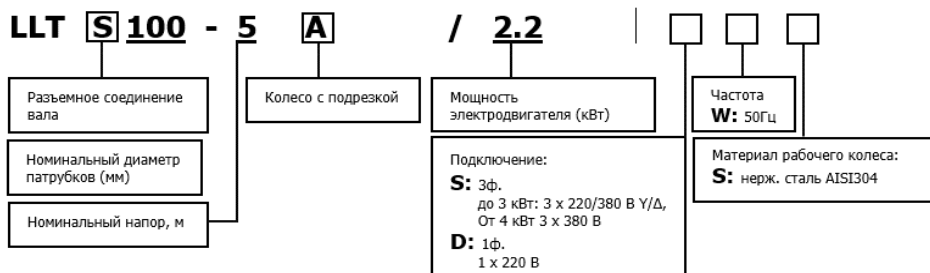 LLT S 100 - 5 A / 2.2
Разъемное соединение
вала
Номинальный диаметр
патрубков (мм)
Номинальный напор, м
Колесо с подрезкой
Мощность
электродвигателя (кВт)
Подключение:
S: 3ф.
до 3 кВт: 3 х 220/380 В Y/Δ,
От 4 кВт 3 х 380 В
D: 1ф.
1 х 220 В
Частота
W: 50Гц
Материал рабочего колеса:
S: нерж. сталь AISI304